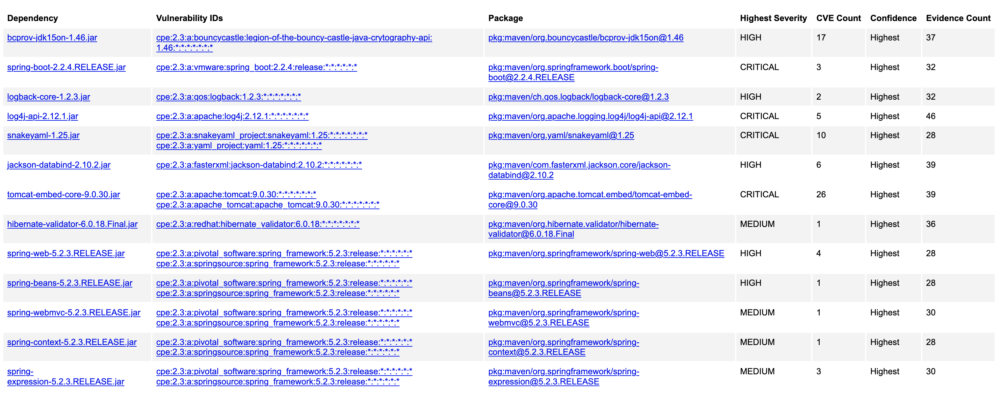 Dependency Vulnerability IDs Package Highest Severity CVE Count Confidence Evidence Count
bcprov-jdk15on-1.46.jar cpe:2.3:a:bouncycastle:legion-of-the-bouncy-castle-java-crytography-api: pkg:maven/org.bouncycastle/bcprov-jdk15on@1.46 HIGH 17 Highest 37
1.46:*:*:*:*:*:*:*
spring-boot-2.2.4.RELEASE.jar cpe:2.3:a:vmware:spring_boot:2.2.4:release:*:*:*:*:*:* pkg:maven/org.springframework.boot/spring- CRITICAL 3 Highest 32
boot@2.2.4.RELEASE
logback-core-1.2.3.jar cpe:2.3:a:qos:logback:1.2.3:*:*:*:*:*:*:* pkg:maven/ch.qos.logback/logback-core@1.2.3 HIGH 2 Highest 32
log4j-api-2.12.1.jar cpe:2.3:a:apache:log4j:2.12.1:*:*:*:*:*:*:* pkg:maven/org.apache.logging.log4j/log4j-api@2.12.1 CRITICAL 5 Highest 46
snakeyaml-1.25.jar cpe:2.3:a:snakeyaml_project:snakeyaml:1.25:*:*:*:*:*:*:* pkg:maven/org.yaml/snakeyaml@1.25 CRITICAL 10 Highest 28
cpe:2.3:a:yaml_project:yaml:1.25:*:*:*:*:*:*:*
jackson-databind-2.10.2.jar cpe:2.3:a:fasterxml:jackson-databind:2.10.2:*:*:*:*:*:*:* pkg:maven/com.fasterxml.jackson.core/jackson- HIGH 6 Highest 39
databind@2.10.2
tomcat-embed-core-9.0.30.jar cpe:2.3:a:apache:tomcat:9.0.30:*:*:*:*:*:*:* pkg:maven/org.apache.tomcat.embed/tomcat-embed- CRITICAL 26 Highest 39
cpe:2.3:a:apache_tomcat:apache_tomcat:9.0.30:*:*:*:*:*:*:* core@9.0.30
hibernate-validator-6.0.18.Final.jar cpe:2.3:a:redhat:hibernate_validator:6.0.18:*:*:*:*:*:*:* pkg:maven/org.hibernate.validator/hibernate- MEDIUM 1 Highest 36
validator@6.0.18.Final
spring-web-5.2.3.RELEASE.jar cpe:2.3:a:pivotal_software:spring_framework:5.2.3:release:*:*:*:*:*:* pkg:maven/org.springframework/spring-web@5.2.3.RELEASE HIGH 4 Highest 28
cpe:2.3:a:springsource:spring_framework:5.2.3:release:*:*:*:*:*:*
spring-beans-5.2.3.RELEASE.jar cpe:2.3:a:pivotal_software:spring_framework:5.2.3:release:*:*:*:*:*:* pkg:maven/org.springframework/spring- HIGH 1 Highest 28
cpe:2.3:a:springsource:spring_framework:5.2.3:release:*:*:*:*:*:* beans@5.2.3.RELEASE
spring-webmvc-5.2.3.RELEASE.jar cpe:2.3:a:pivotal_software:spring_framework:5.2.3:release:*:*:*:*:*:* pkg:maven/org.springframework/spring- MEDIUM 1 Highest 30
cpe:2.3:a:springsource:spring_framework:5.2.3:release:*:*:*:*:*:* webmvc@5.2.3.RELEASE
spring-context-5.2.3.RELEASE.jar cpe:2.3:a:pivotal_software:spring_framework:5.2.3:release:*:*:*:*:*:* pkg:maven/org.springframework/spring- MEDIUM 1 Highest 28
cpe:2.3:a:springsource:spring_framework:5.2.3:release:*:*:*:*:*:* context@5.2.3.RELEASE
spring- cpe:2.3:a:pivotal_software:spring_framework:5.2.3:release:*:*:*:*:*:* pkg:maven/org.springframework/spring- MEDIUM 3 Highest 30
expression-5.2.3.RELEASE.jar cpe:2.3:a:springsource:spring_framework:5.2.3:release:*:*:*:*:*:* expression@5.2.3.RELEASE